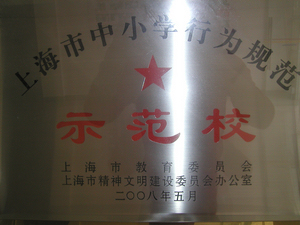 上海市中小学行为规范
示范校
上海市教育委员会
上海市精神文明建设委员会办公室
二〇〇八年五月